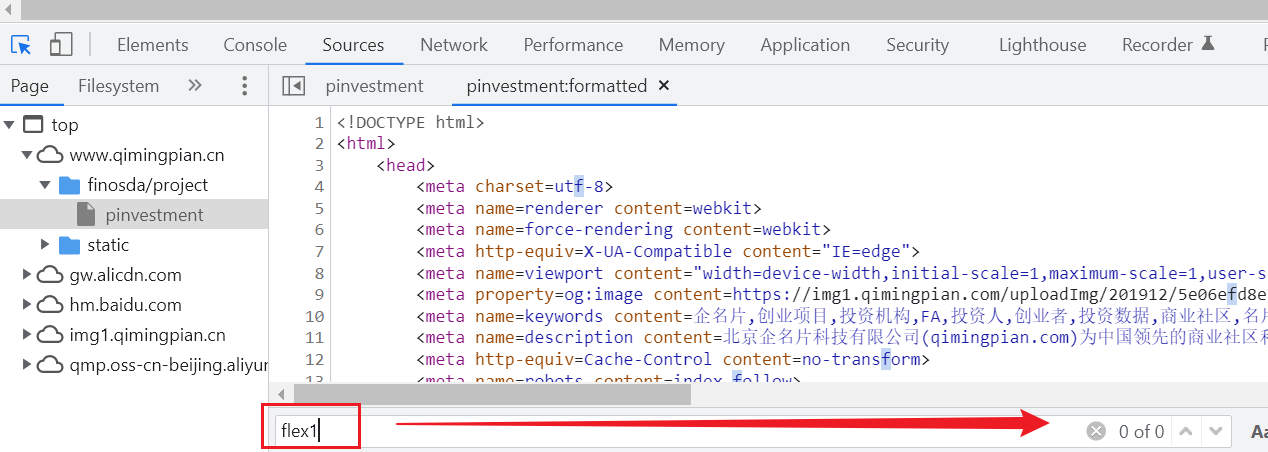 Elements Console Sources Network Performance Memory Application Security Lighthouse Recorder
Page Filesystem » pinvestment pinvestment:formatted ×
top
www.qimingpian.cn
finosda/project
pinvestment
static
gw.alicdn.com
hm.baidu.com
img1.qimingpian.cn
qmp.oss-cn-beijing.aliyur
1 <!DOCTYPE html>
2 <html>
3 <head>
4 <meta charset=utf-8>
5 <meta name=renderer content=webkit>
6 <meta name=force-rendering content=webkit>
7 <meta http-equiv=X-UA-Compatible content="IE=edge">
8 <meta name=viewport content="width=device-width,initial-scale=1,maximum-scale=1,user-s
9 <meta property=og:image content=https://img1.qimingpian.com/uploadImg/201912/5e06efd8e
10 <meta name=keywords content=企名片,创业项目,投资机构,FA,投资人,创业者,投资数据,商业社区,名片
11 <meta name=description content=北京企名片科技有限公司(qimingpian.com)为中国领先的商业社区和
12 <meta http-equiv=Cache-Control content=no-transform>
13 <meta name=robots content=index,follow>
flex1 0 of 0 Aa